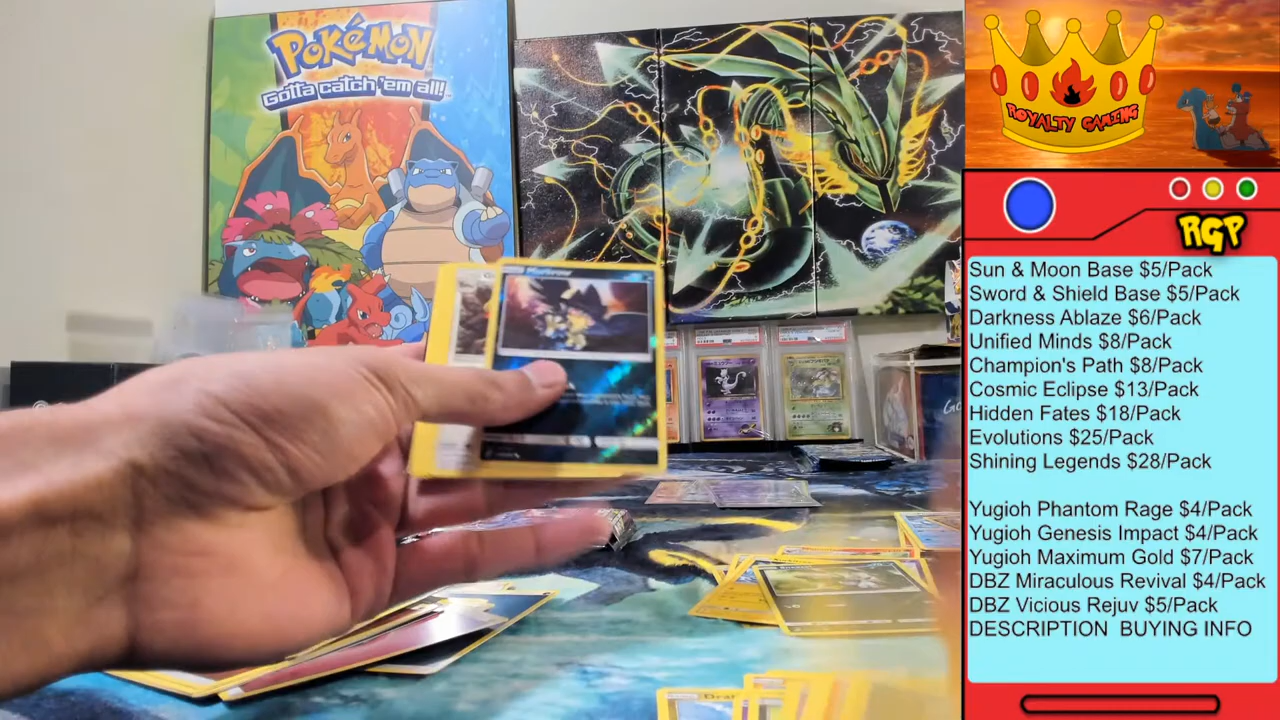 POKéMON
Gotta catch 'em all!
ROYALTY GAMING
RGP
Sun & Moon Base $5/Pack
Sword & Shield Base $5/Pack
Darkness Ablaze $6/Pack
Unified Minds $8/Pack
Champion's Path $8/Pack
Cosmic Eclipse $13/Pack
Hidden Fates $18/Pack
Evolutions $25/Pack
Shining Legends $28/Pack
Yugioh Phantom Rage $4/Pack
Yugioh Genesis Impact $4/Pack
Yugioh Maximum Gold $7/Pack
DBZ Miraculous Revival $4/Pack
DBZ Vicious Rejuv $5/Pack
DESCRIPTION BUYING INFO